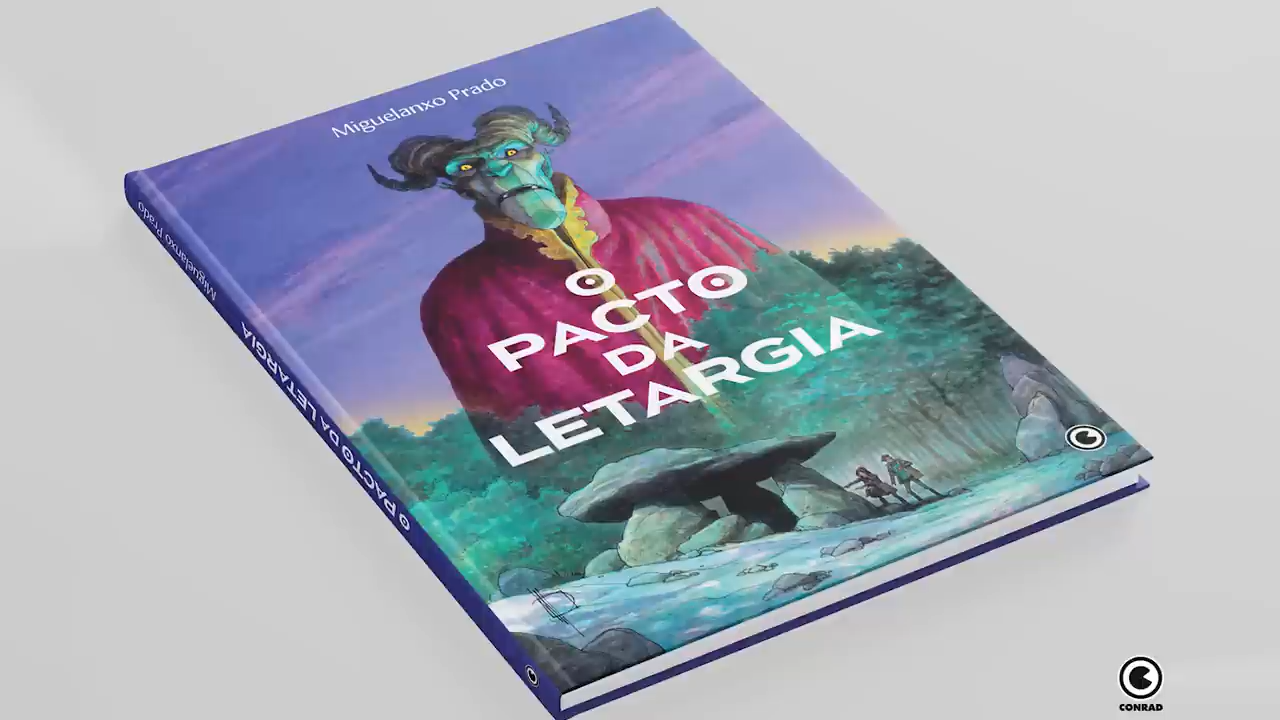 Miguelanxo Prado
O
PACTO
DA
LETARGIA
Miguelanxo Prado
O PACTO DA LETARGIA
CONRAD